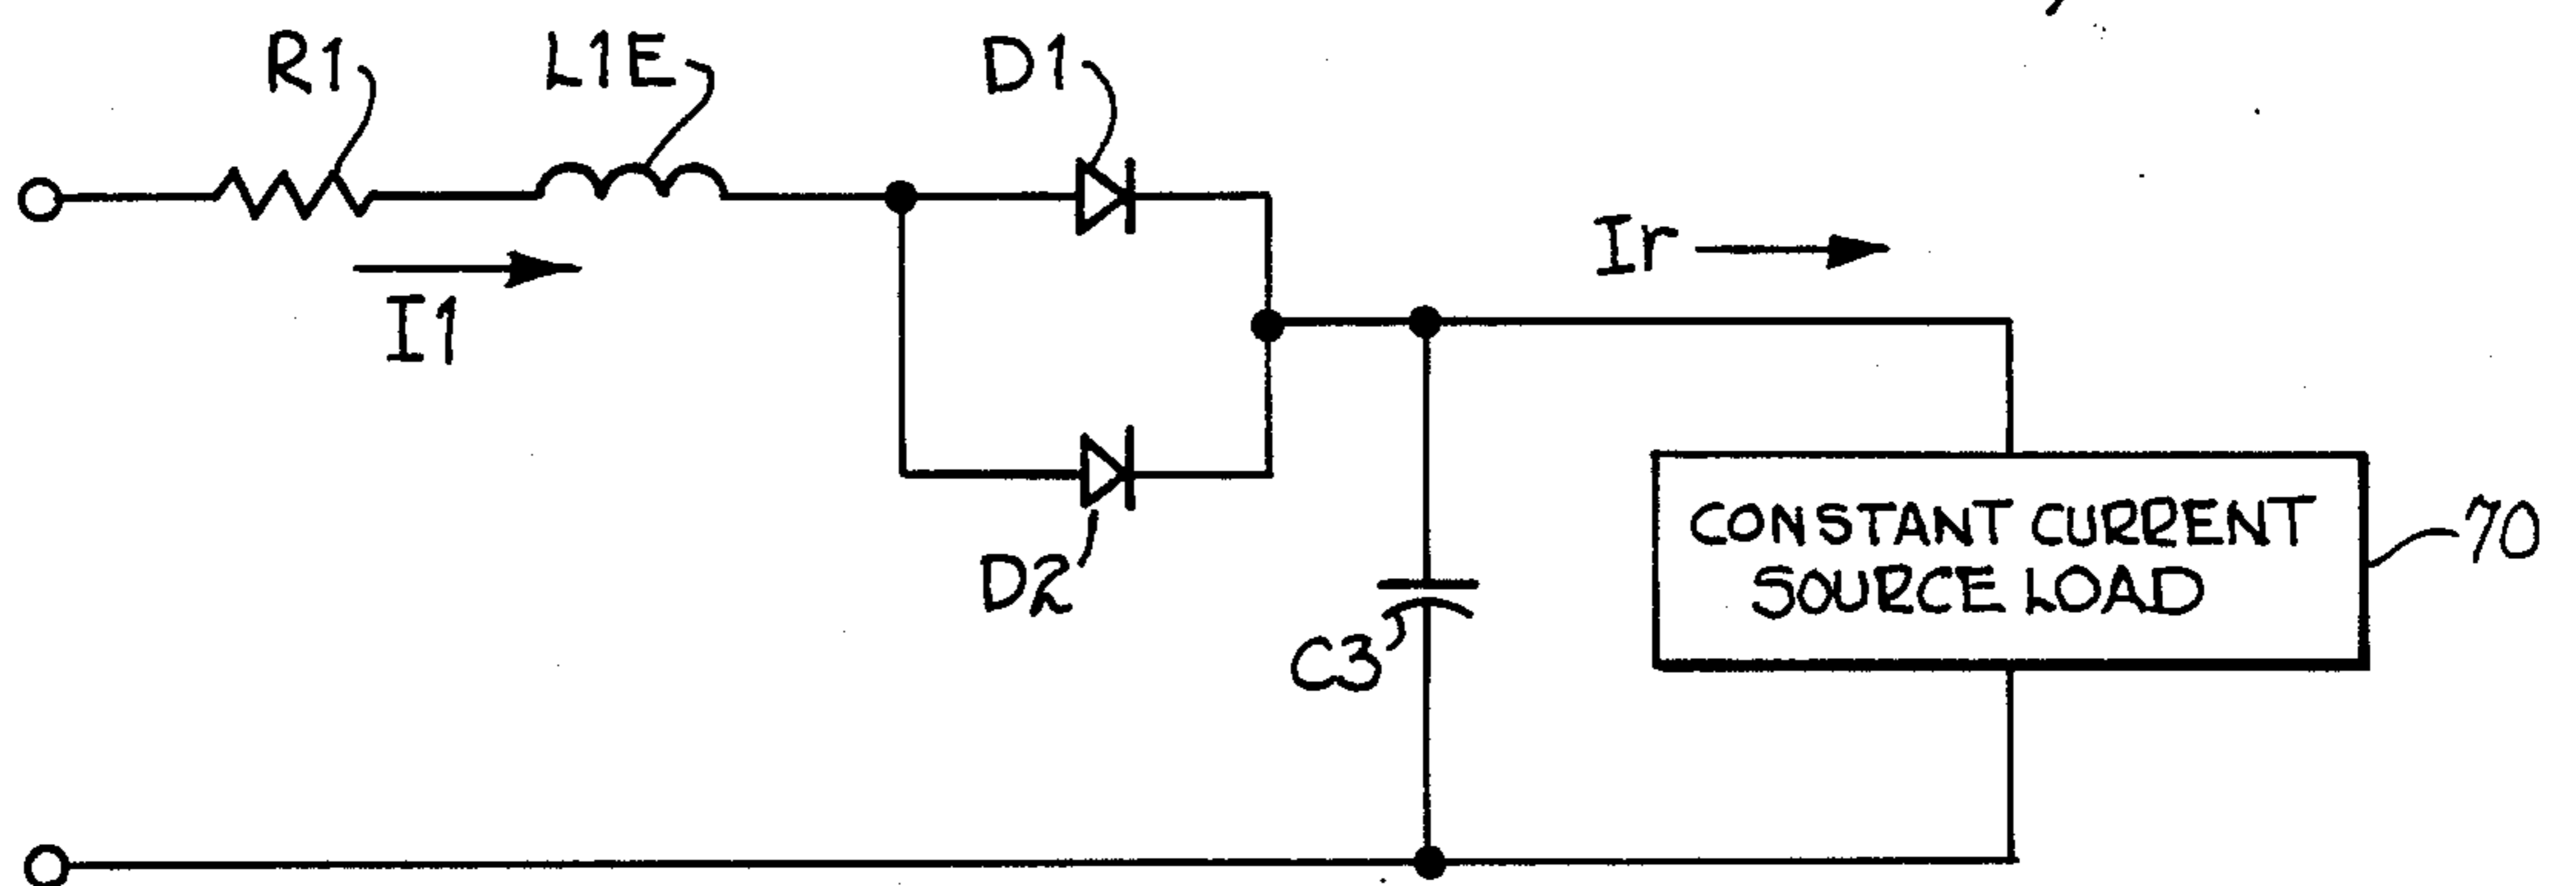 R1
L1E
D1
I1
Ir
D2
C3
CONSTANT CURRENT
SOURCE LOAD
70